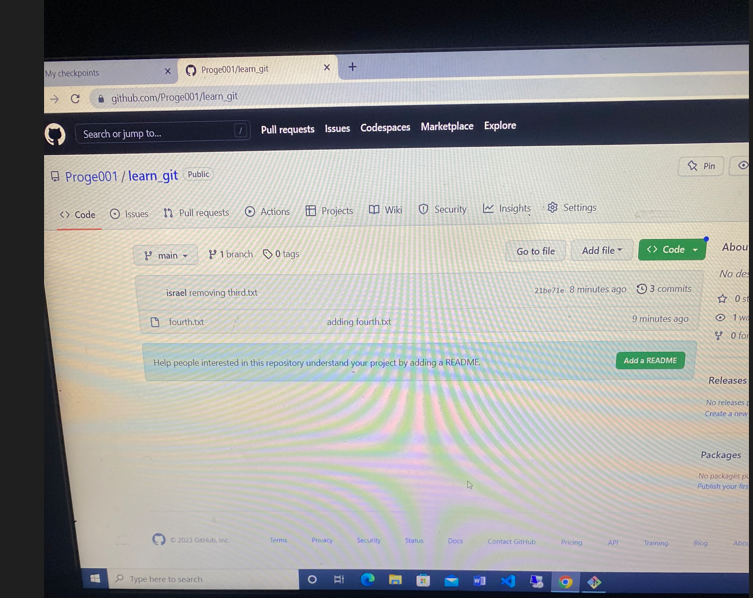 My checkpoints
Proge001/learn_git
github.com/Proge001/learn_git
Search or jump to...
/
Pull requests Issues Codespaces Marketplace Explore
Proge001 / learn_git Public
Pin
<> Code Issues Pull requests Actions Projects Wiki Security Insights Settings
main 1 branch 0 tags
Go to file Add file <> Code
Abou
No des
israel removing third.txt 21be71e 8 minutes ago 3 commits
0 st
fourth.txt adding fourth.txt 9 minutes ago
1 wa
0 for
Help people interested in this repository understand your project by adding a README.
Add a README
Releases
No releases p
Create a new
Packages
No packages pu
Publish your firs
© 2023 GitHub, Inc. Terms Privacy Security Status Docs Contact GitHub Pricing API Training Blog Abou
Type here to search